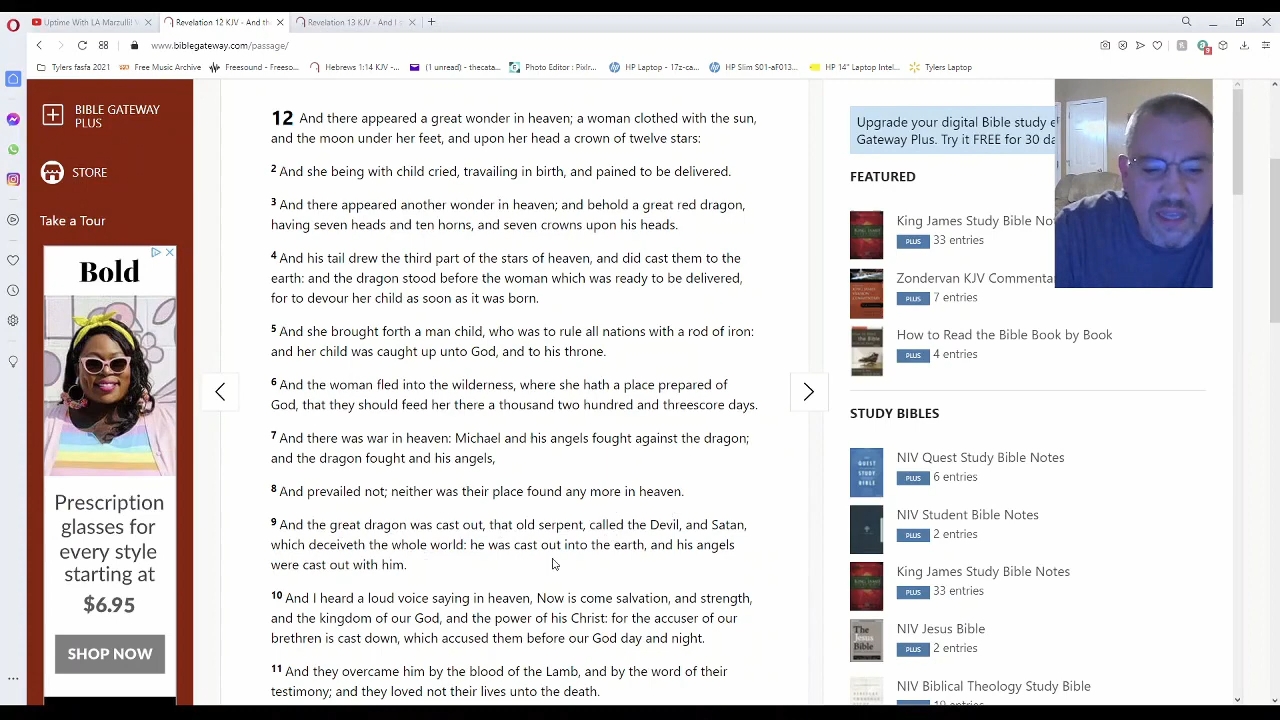 Uptime With LA Marzulli! V
Revelation 12 KJV - And th
Revelation 13 KJV - And I s
www.biblegateway.com/passage/
Tylers fasfa 2021
Free Music Archive
Freesound - Freeso...
Hebrews 1:14 KJV -...
(1 unread) - thecata...
Photo Editor : Pixlr...
HP Laptop - 17z-ca...
HP Slim S01-aF013...
HP 14" Laptop Intel...
Tylers Laptop
BIBLE GATEWAY
PLUS
STORE
Take a Tour
Bold
Prescription
glasses for
every style
starting at
$6.95
SHOP NOW
12 And there appeared a great wonder in heaven; a woman clothed with the sun,
and the moon under her feet, and upon her head a crown of twelve stars:
2 And she being with child cried, travailing in birth, and pained to be delivered.
3 And there appeared another wonder in heaven; and behold a great red dragon,
having seven heads and ten horns, and seven crowns upon his heads.
4 And his tail drew the third part of the stars of heaven, and did cast them to the
earth: and the dragon stood before the woman which was ready to be delivered,
for to devour her child as soon as it was born.
5 And she brought forth a man child, who was to rule all nations with a rod of iron:
and her child was caught up unto God, and to his throne.
6 And the woman fled into the wilderness, where she hath a place prepared of
God, that they should feed her there a thousand two hundred and threescore days.
7 And there was war in heaven: Michael and his angels fought against the dragon;
and the dragon fought and his angels,
8 And prevailed not; neither was their place found any more in heaven.
9 And the great dragon was cast out, that old serpent, called the Devil, and Satan,
which deceiveth the whole world: he was cast out into the earth, and his angels
were cast out with him.
10 And I heard a loud voice saying in heaven, Now is come salvation, and strength,
and the kingdom of our God, and the power of his Christ: for the accuser of our
brethren is cast down, which accused them before our God day and night.
11 And they overcame him by the blood of the Lamb, and by the word of their
testimony; and they loved not their lives unto the death.
Upgrade your digital Bible study e
Gateway Plus. Try it FREE for 30 da
FEATURED
King James Study Bible No
PLUS 33 entries
Zondervan KJV Commenta
PLUS 7 entries
How to Read the Bible Book by Book
PLUS 4 entries
STUDY BIBLES
NIV Quest Study Bible Notes
PLUS 6 entries
NIV Student Bible Notes
PLUS 2 entries
King James Study Bible Notes
PLUS 33 entries
The Jesus Bible
NIV Jesus Bible
PLUS 2 entries
NIV Biblical Theology Study Bible